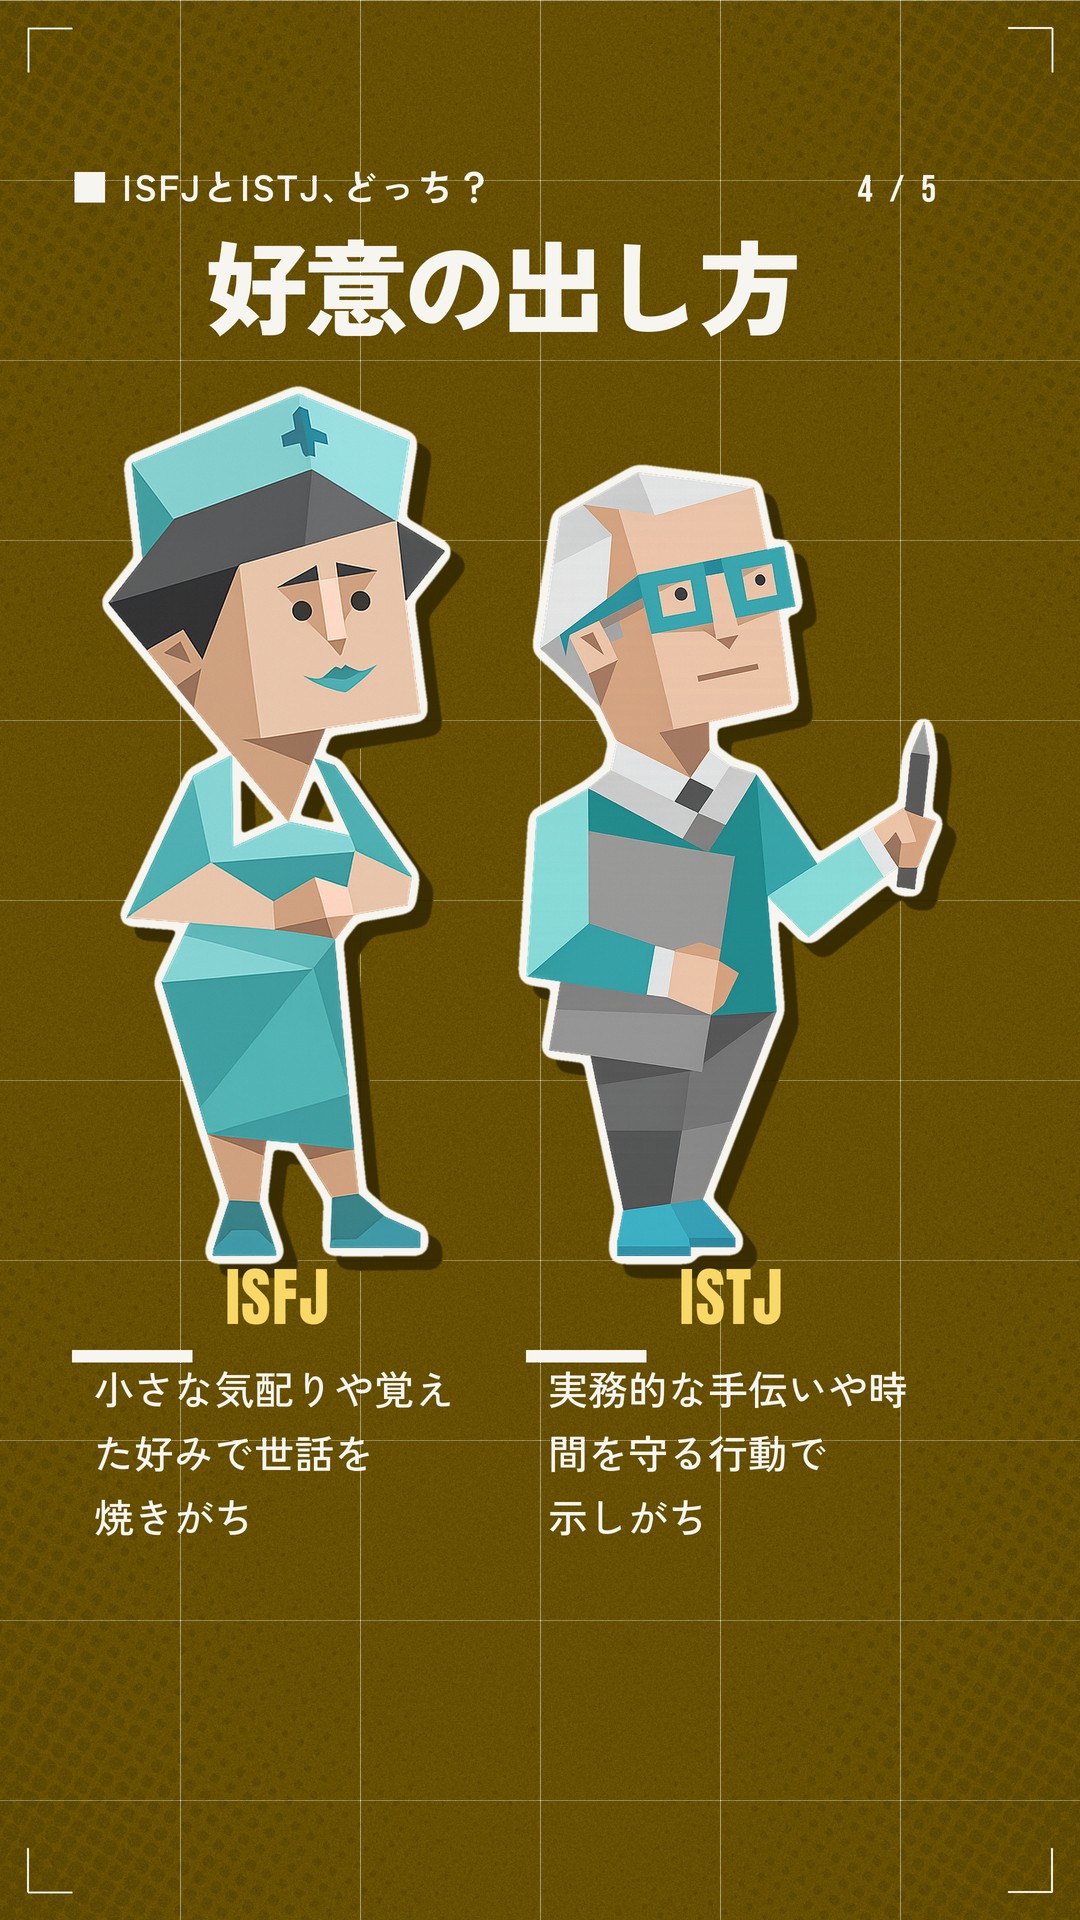 ISFJとISTJ、どっち？
4 / 5
好意の出し方
ISFJ
小さな気配りや覚え
た好みで世話を
焼きがち
ISTJ
実務的な手伝いや時
間を守る行動で
示しがち